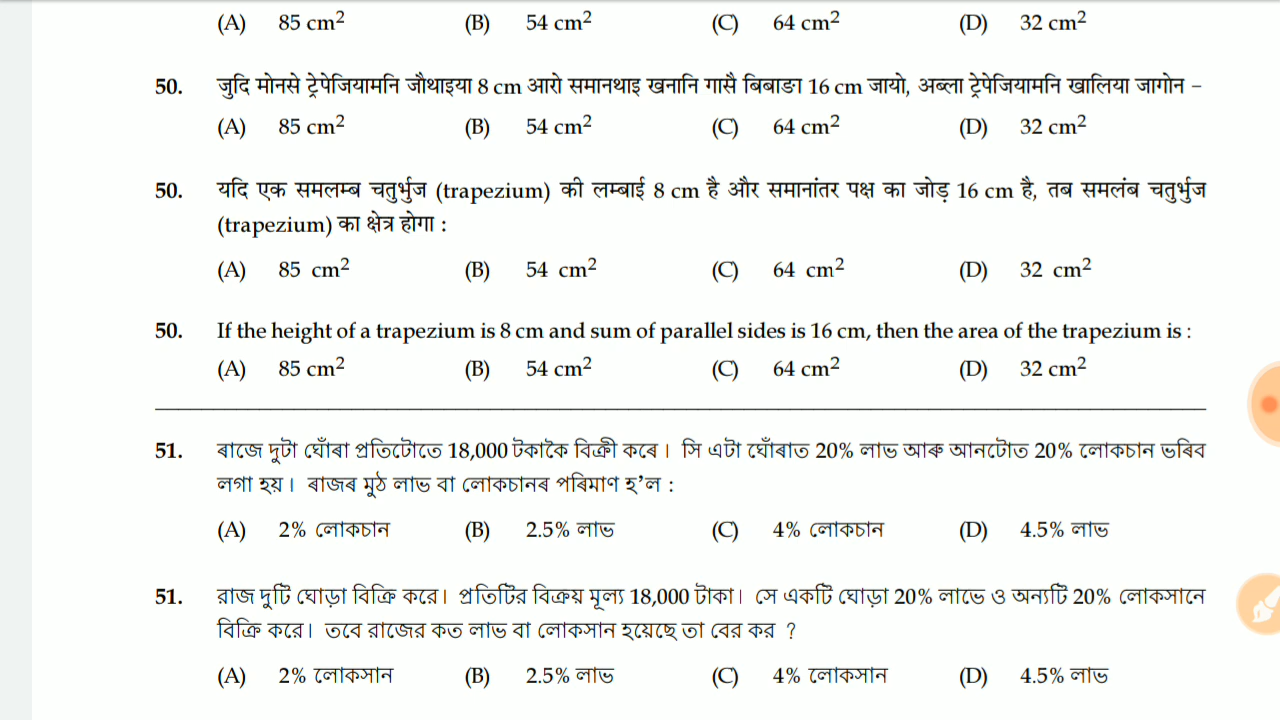 (A) 85 cm² (B) 54 cm² (C) 64 cm² (D) 32 cm²
50. जुदि मोनसे ट्रेपेजियामनि जौथाइया 8 cm आरो समानथाइ खनानि गासै बिबाङा 16 cm जायो, अब्ला ट्रेपेजियामनि खालिया जागोन –
(A) 85 cm² (B) 54 cm² (C) 64 cm² (D) 32 cm²
50. यदि एक समलम्ब चतुर्भुज (trapezium) की लम्बाई 8 cm है और समानांतर पक्ष का जोड़ 16 cm है, तब समलंब चतुर्भुज
(trapezium) का क्षेत्र होगा :
(A) 85 cm² (B) 54 cm² (C) 64 cm² (D) 32 cm²
50. If the height of a trapezium is 8 cm and sum of parallel sides is 16 cm, then the area of the trapezium is :
(A) 85 cm² (B) 54 cm² (C) 64 cm² (D) 32 cm²
51. ৰাজে দুটা ঘোঁৰা প্ৰতিটোতে 18,000 টকাকৈ বিক্ৰী কৰে। সি এটা ঘোঁৰাত 20% লাভ আৰু আনটোত 20% লোকচান ভৰিব
লগা হয়। ৰাজৰ মুঠ লাভ বা লোকচানৰ পৰিমাণ হ’ল :
(A) 2% লোকচান (B) 2.5% লাভ (C) 4% লোকচান (D) 4.5% লাভ
51. রাজ দুটি ঘোড়া বিক্রি করে। প্রতিটির বিক্রয় মূল্য 18,000 টাকা। সে একটি ঘোড়া 20% লাভে ও অন্যটি 20% লোকসানে
বিক্রি করে। তবে রাজের কত লাভ বা লোকসান হয়েছে তা বের কর ?
(A) 2% লোকসান (B) 2.5% লাভ (C) 4% লোকসান (D) 4.5% লাভ